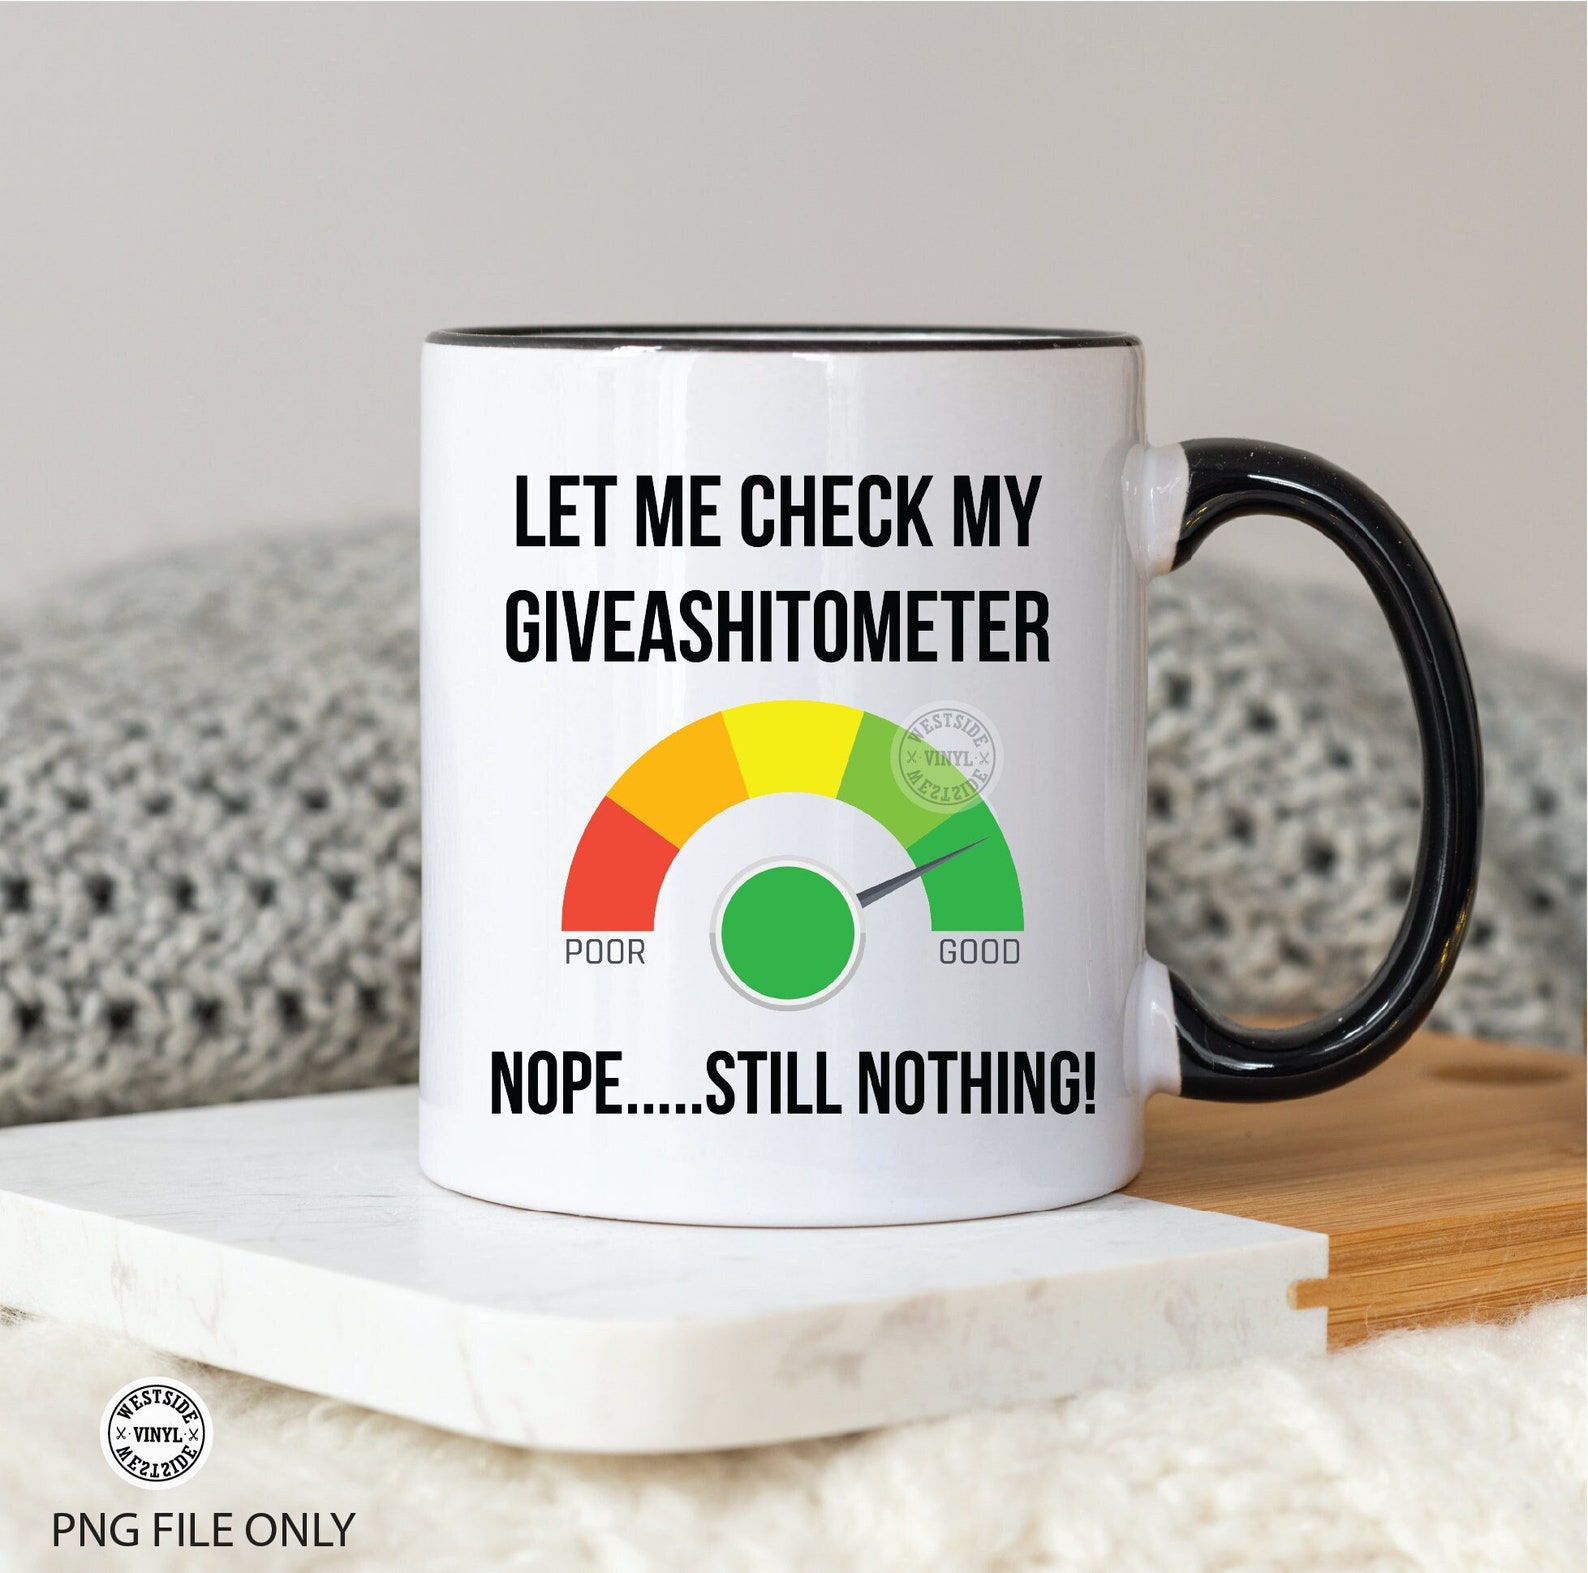 LET ME CHECK MY
GIVEASHITOMETER
WESTSIDE
VINYL
WESTSIDE
POOR
GOOD
NOPE.....STILL NOTHING!
WESTSIDE
VINYL
WESTSIDE
PNG FILE ONLY